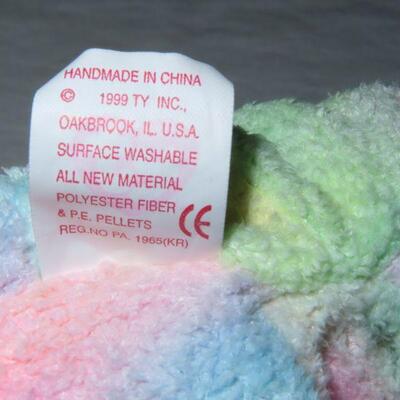 HANDMADE IN CHINA
© 1999 TY INC.,
OAKBROOK, IL. U.S.A.
SURFACE WASHABLE
ALL NEW MATERIAL
POLYESTER FIBER
& P.E. PELLETS CE
REG.NO PA. 1965(KR)